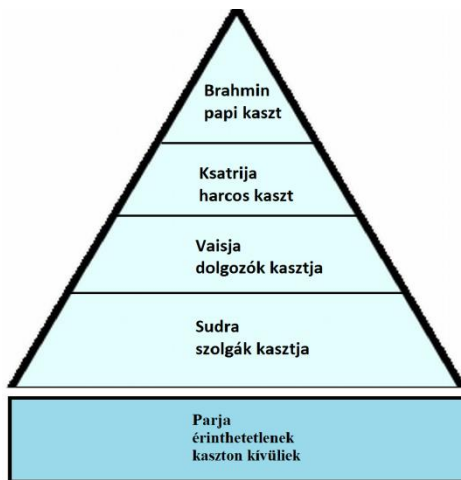 Brahmin
papi kaszt
Ksatrija
harcos kaszt
Vaisja
dolgozók kasztja
Sudra
szolgák kasztja
Parja
érinthetetlenek
kaszton kívüliek